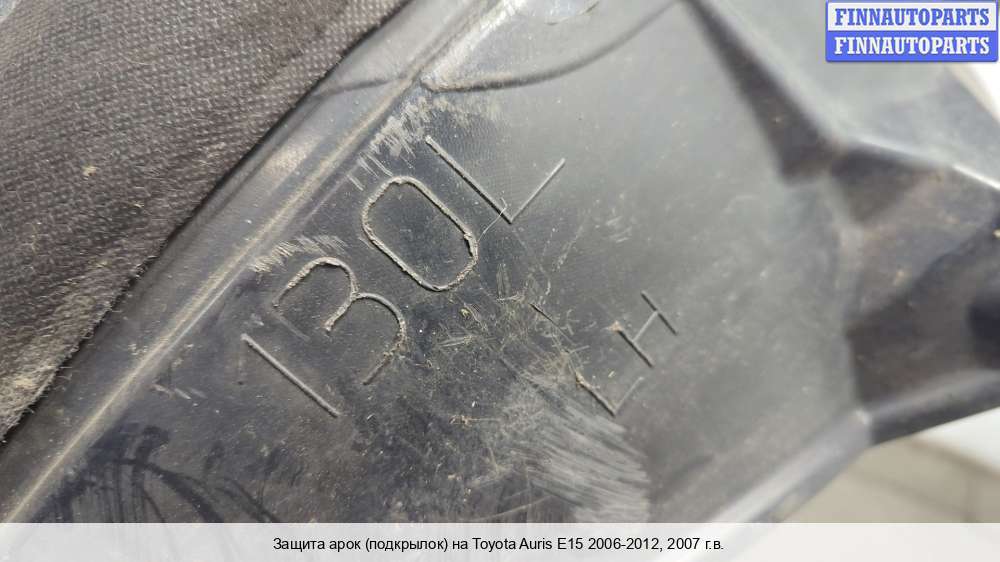 FINNAUTOPARTS
FINNAUTOPARTS
130L
LH
Защита арок (подкрылок) на Toyota Auris E15 2006-2012, 2007 г.в.